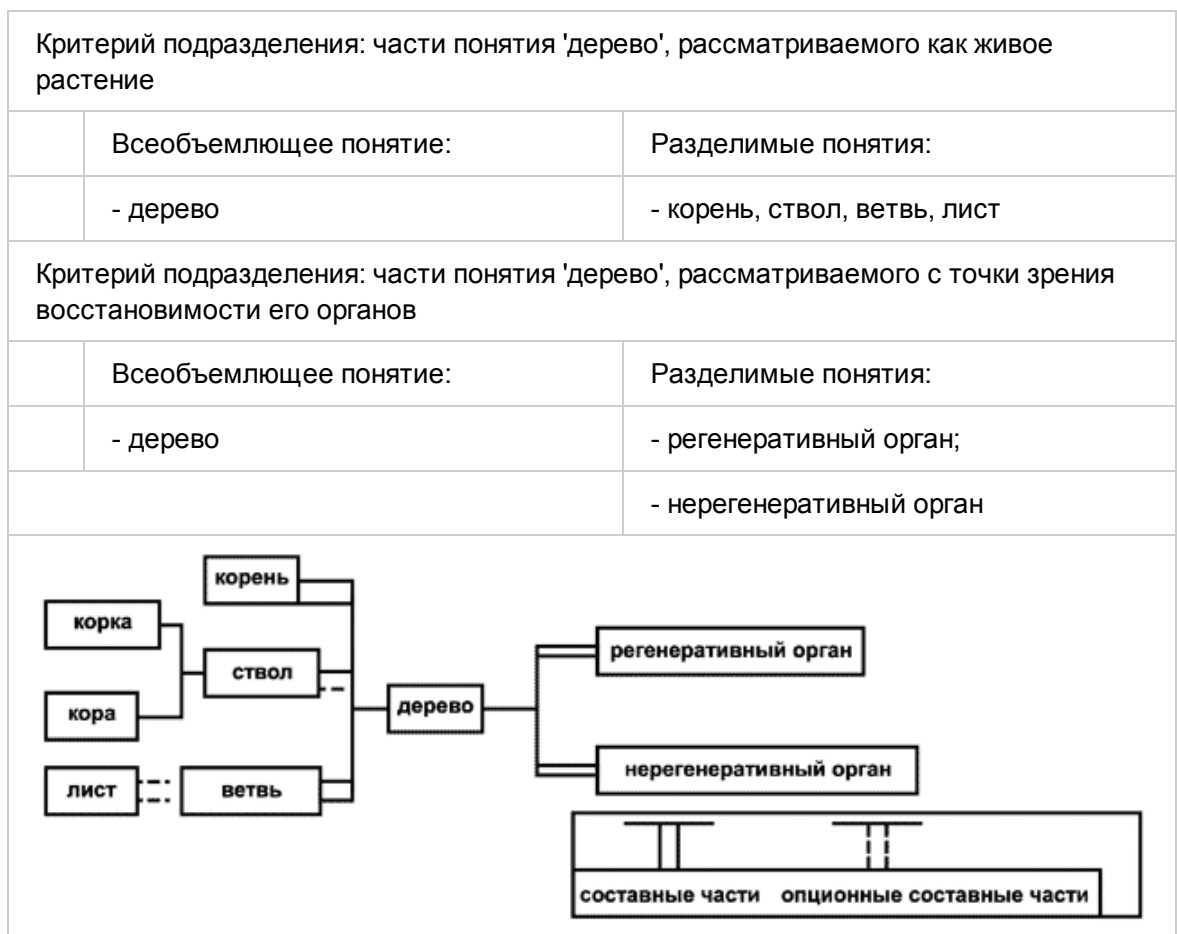 Критерий подразделения: части понятия 'дерево', рассматриваемого как живое
растение
Всеобъемлющее понятие: Разделимые понятия:
- дерево - корень, ствол, ветвь, лист
Критерий подразделения: части понятия 'дерево', рассматриваемого с точки зрения
восстановимости его органов
Всеобъемлющее понятие: Разделимые понятия:
- дерево - регенеративный орган;
- нерегенеративный орган
корень
корка
регенеративный орган
ствол
дерево
кора
нерегенеративный орган
лист ветвь
составные части опционные составные части